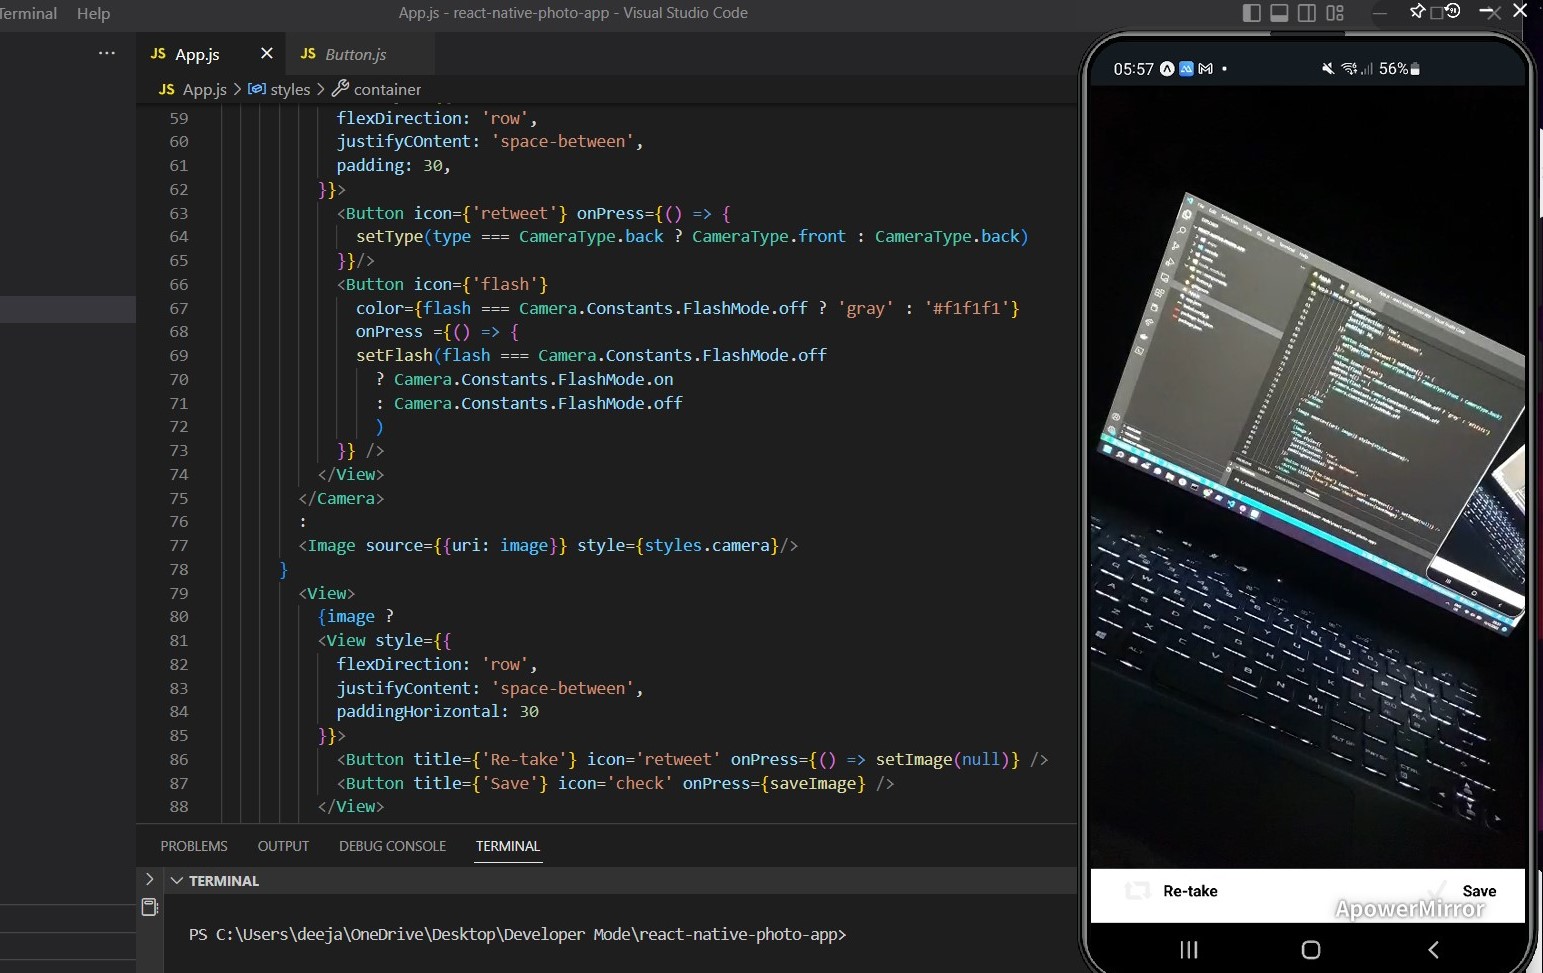 Terminal Help
App.js - react-native-photo-app - Visual Studio Code
··· JS App.js × JS Button.js
JS App.js > styles > container
59 flexDirection: 'row',
60 justifyCOntent: 'space-between',
61 padding: 30,
62 }}>
63 <Button icon={'retweet'} onPress={() => {
64 setType(type === CameraType.back ? CameraType.front : CameraType.back)
65 }}/>
66 <Button icon={'flash'}
67 color={flash === Camera.Constants.FlashMode.off ? 'gray' : '#f1f1f1'}
68 onPress ={() => {
69 setFlash(flash === Camera.Constants.FlashMode.off
70 ? Camera.Constants.FlashMode.on
71 : Camera.Constants.FlashMode.off
72 )
73 }} />
74 </View>
75 </Camera>
76 :
77 <Image source={{uri: image}} style={styles.camera}/>
78 }
79 <View>
80 {image ?
81 <View style={{
82 flexDirection: 'row',
83 justifyContent: 'space-between',
84 paddingHorizontal: 30
85 }}>
86 <Button title={'Re-take'} icon='retweet' onPress={() => setImage(null)} />
87 <Button title={'Save'} icon='check' onPress={saveImage} />
88 </View>
PROBLEMS OUTPUT DEBUG CONSOLE TERMINAL
TERMINAL
PS C:\Users\deeja\OneDrive\Desktop\Developer Mode\react-native-photo-app>
05:57 56%
Re-take Save
ApowerMirror